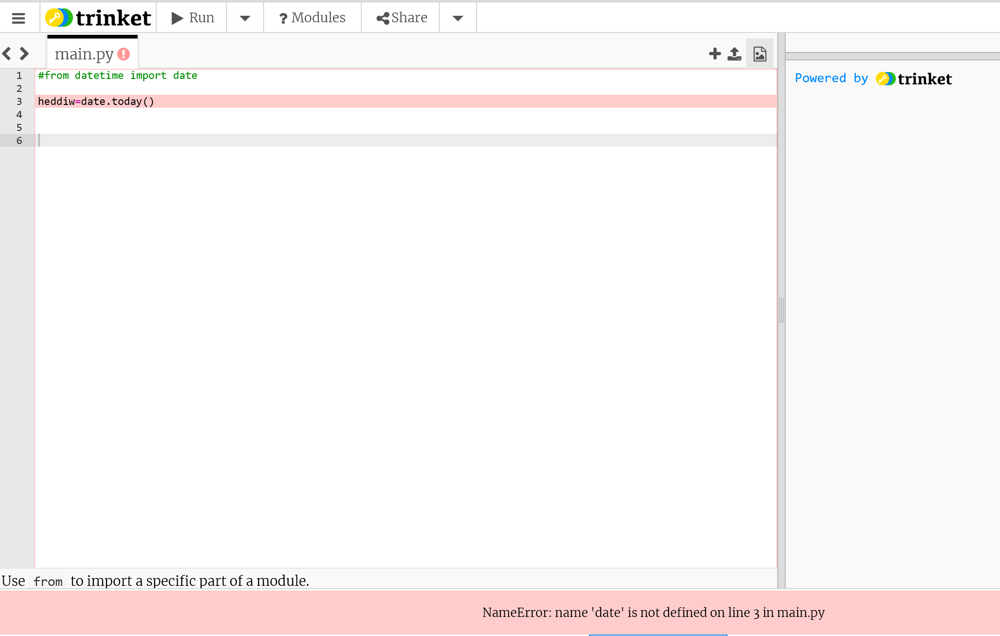 trinket Run ? Modules Share
main.py
1 #from datetime import date
2
3 heddiw=date.today()
4
5
6
Powered by trinket
Use from to import a specific part of a module.
NameError: name 'date' is not defined on line 3 in main.py